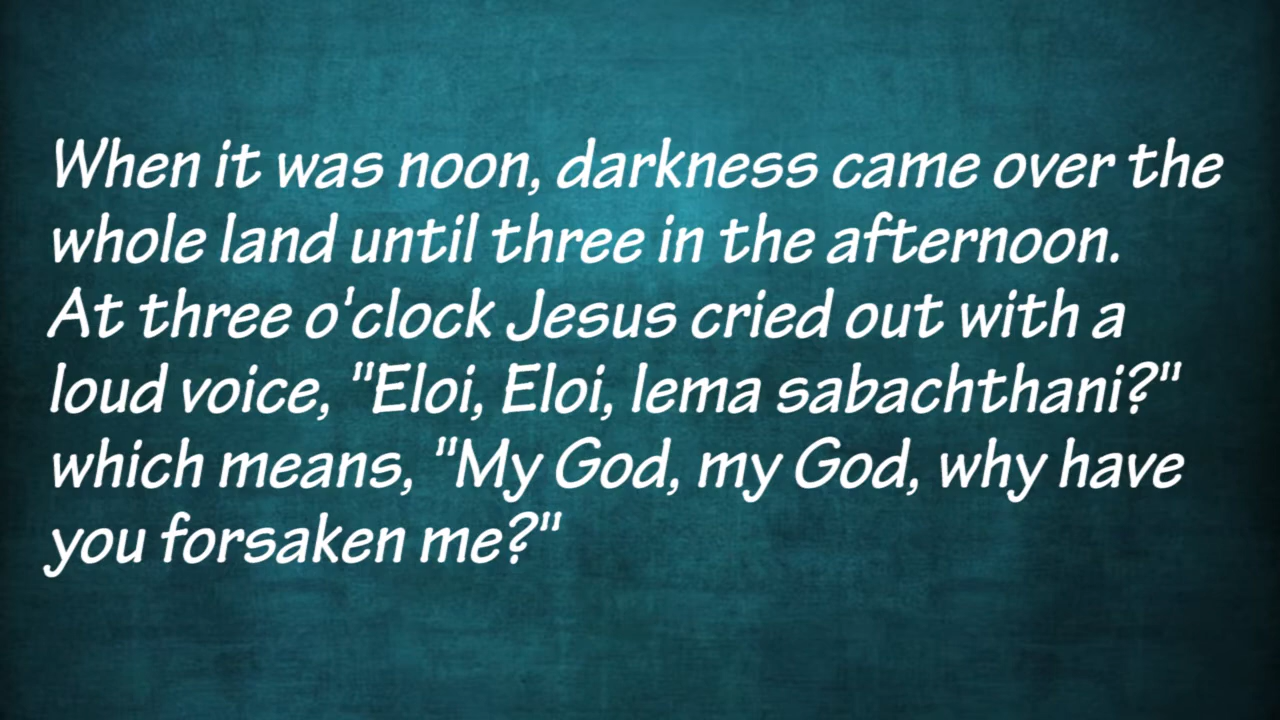 When it was noon, darkness came over the
whole land until three in the afternoon.
At three o'clock Jesus cried out with a
loud voice, "Eloi, Eloi, lema sabachthani?"
which means, "My God, my God, why have
you forsaken me?"